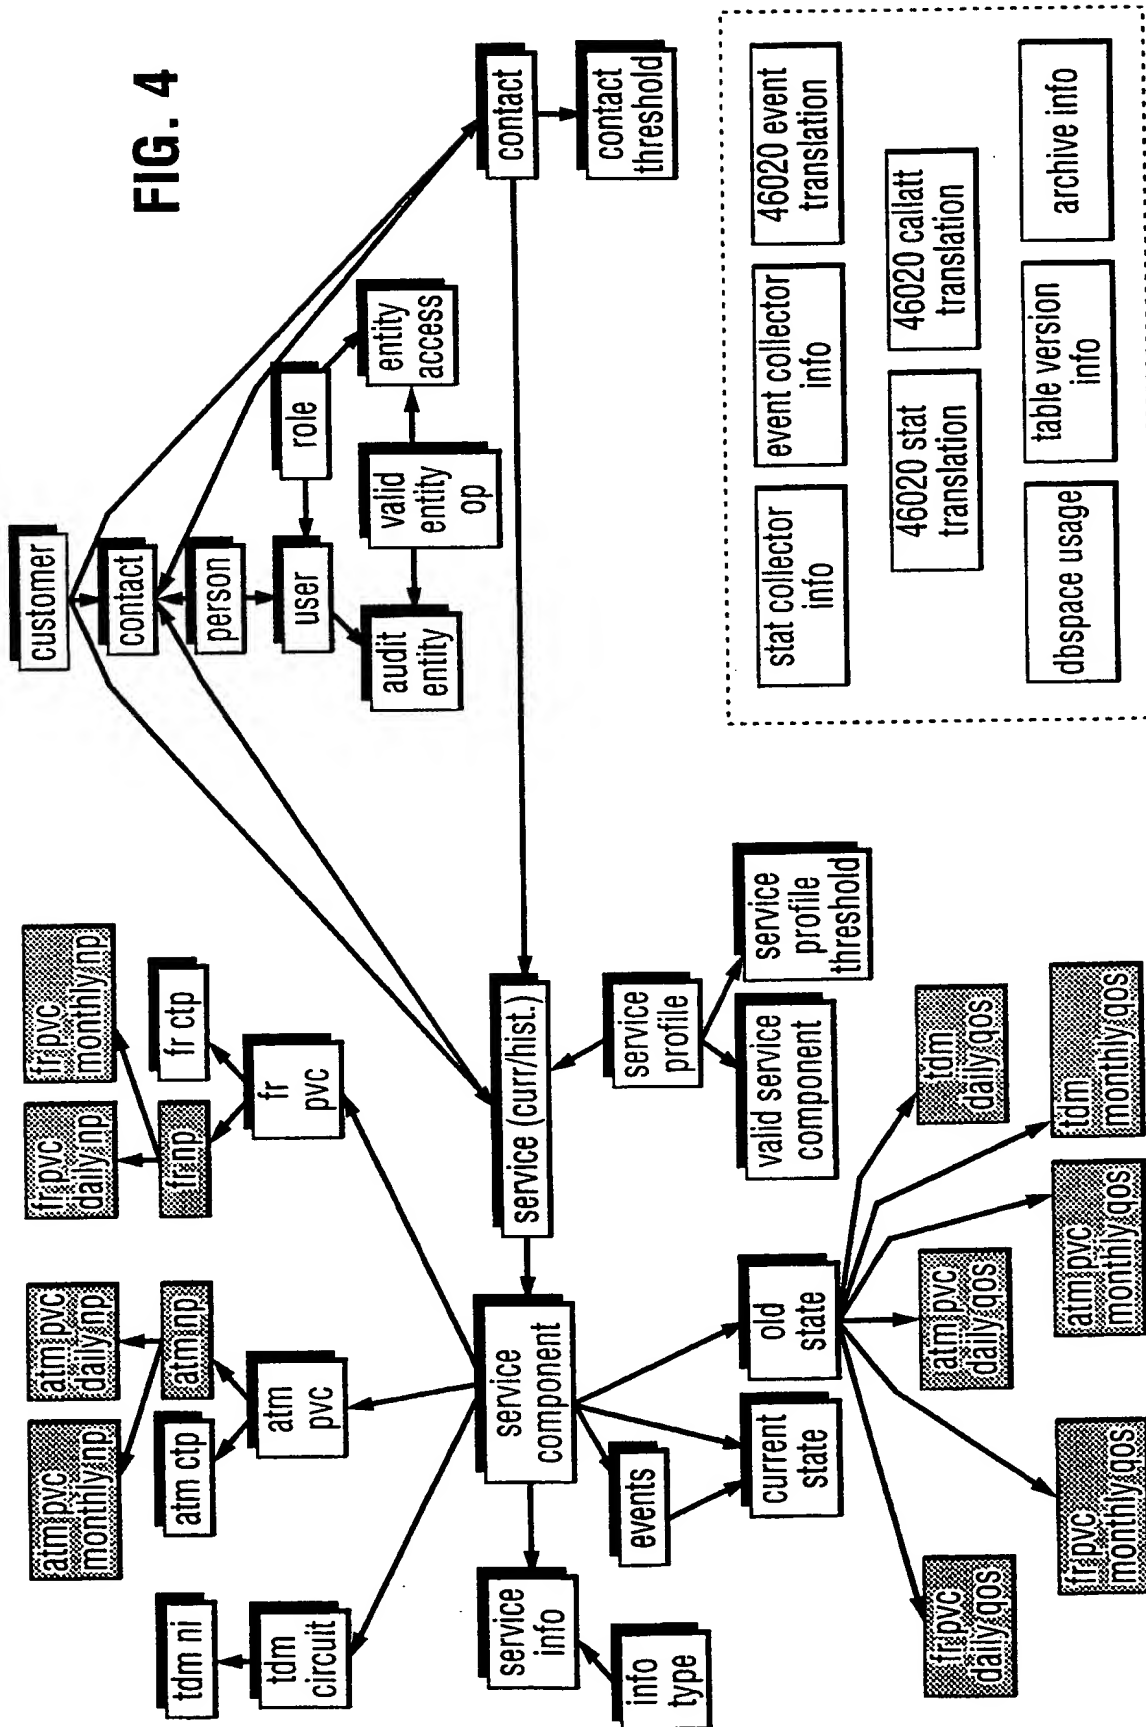 FIG. 4
customer
contact
person
user
role
audit
entity
valid
entity
op
entity
access
contact
contact
threshold
fr pvc
monthly np
fr pvc
daily np
fr np
fr ctp
fr
pvc
atm pvc
daily np
atm pvc
monthly np
atm np
atm ctp
atm
pvc
tdm ni
tdm
circuit
service (curr/hist.)
service
component
service
info
info
type
events
current
state
old
state
service
profile
valid service
component
service
profile
threshold
tdm
daily qos
tdm
monthly qos
atm pvc
daily qos
atm pvc
monthly qos
fr pvc
daily qos
fr pvc
monthly qos
stat collector
info
event collector
info
46020 event
translation
46020 stat
translation
46020 callatt
translation
dbspace usage
table version
info
archive info